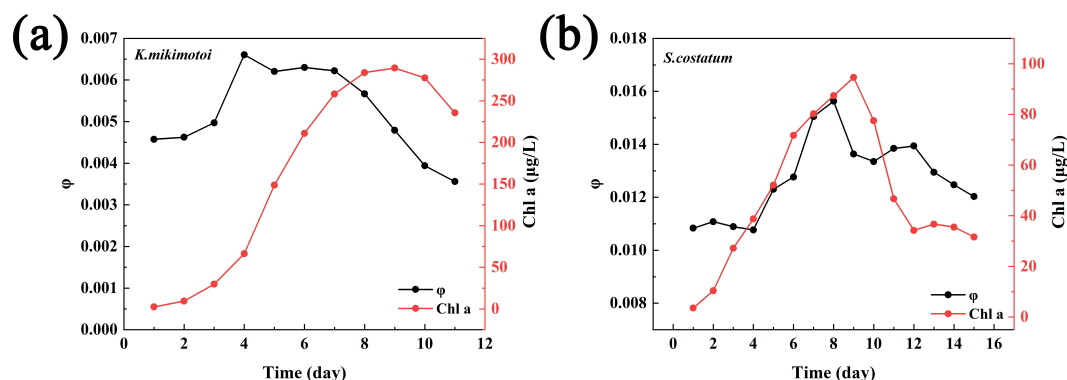 (a)
K.mikimotoi
φ
0.007
0.006
0.005
0.004
0.003
0.002
0.001
0.000
0 2 4 6 8 10 12
Time (day)
300
250
200
150
100
50
0
Chl a (μg/L)
φ
Chl a
(b)
S.costatum
φ
0.018
0.016
0.014
0.012
0.010
0.008
0 2 4 6 8 10 12 14 16
Time (day)
100
80
60
40
20
0
Chl a (μg/L)
φ
Chl a